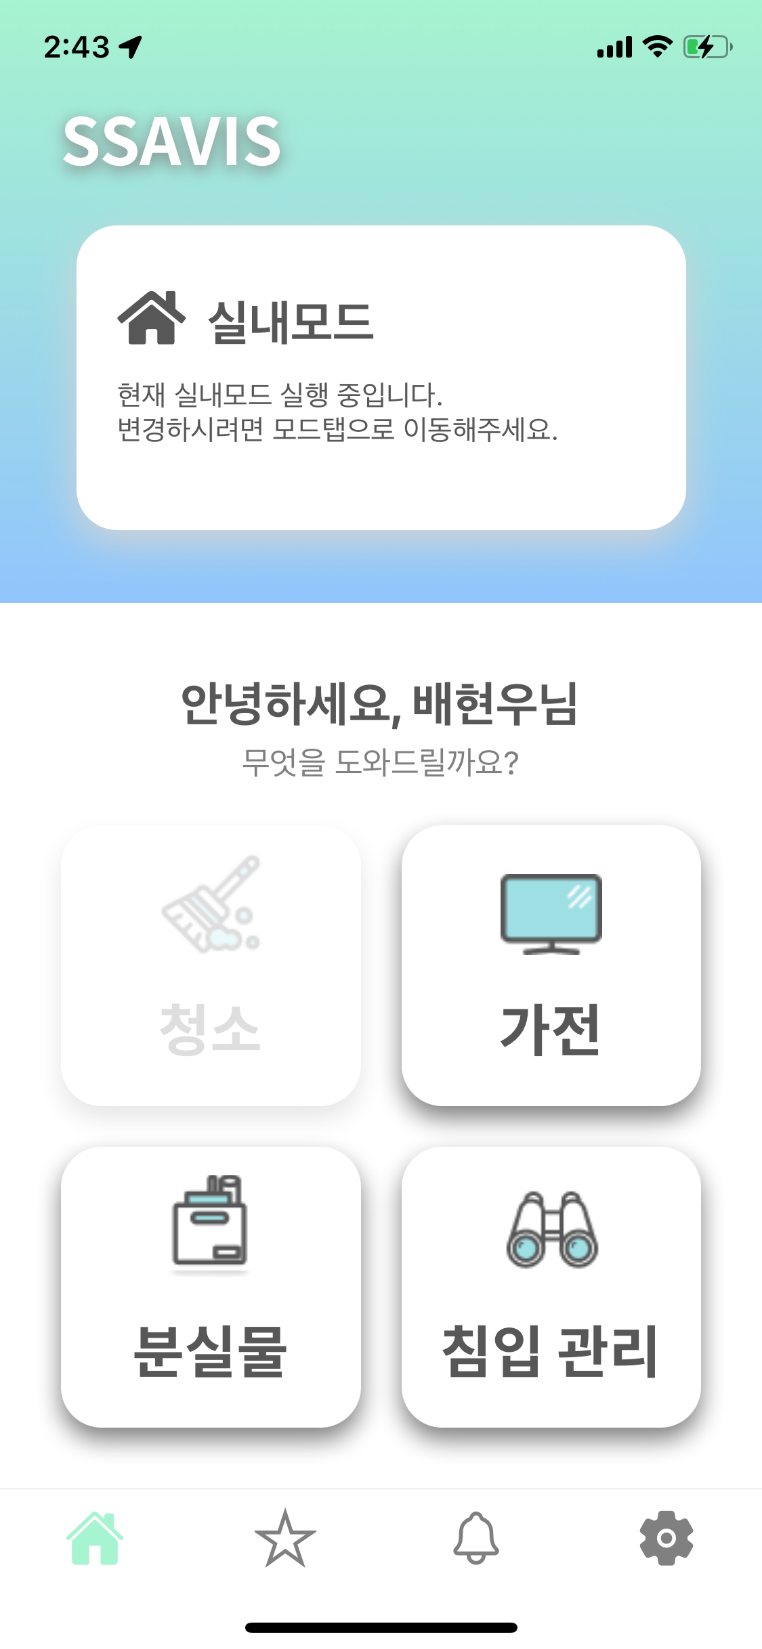 2:43
SSAVIS
실내모드
현재 실내모드 실행 중입니다.
변경하시려면 모드탭으로 이동해주세요.
안녕하세요, 배현우님
무엇을 도와드릴까요?
청소
가전
분실물
침입 관리